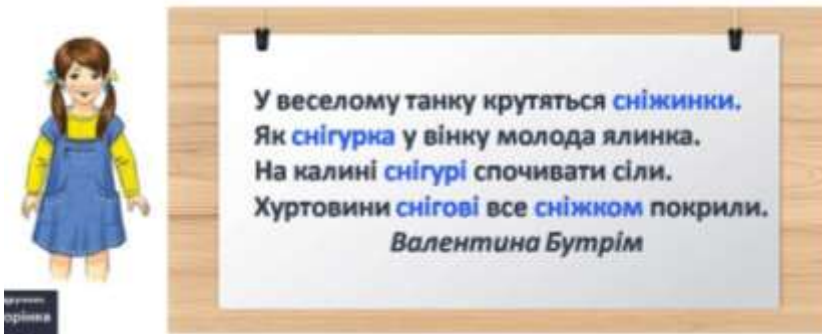 У веселому танку крутяться сніжинки.
Як снігурка у вінку молода ялинка.
На калині снігурі спочивати сіли.
Хуртовини снігові все сніжком покрили.
Валентина Бутрім